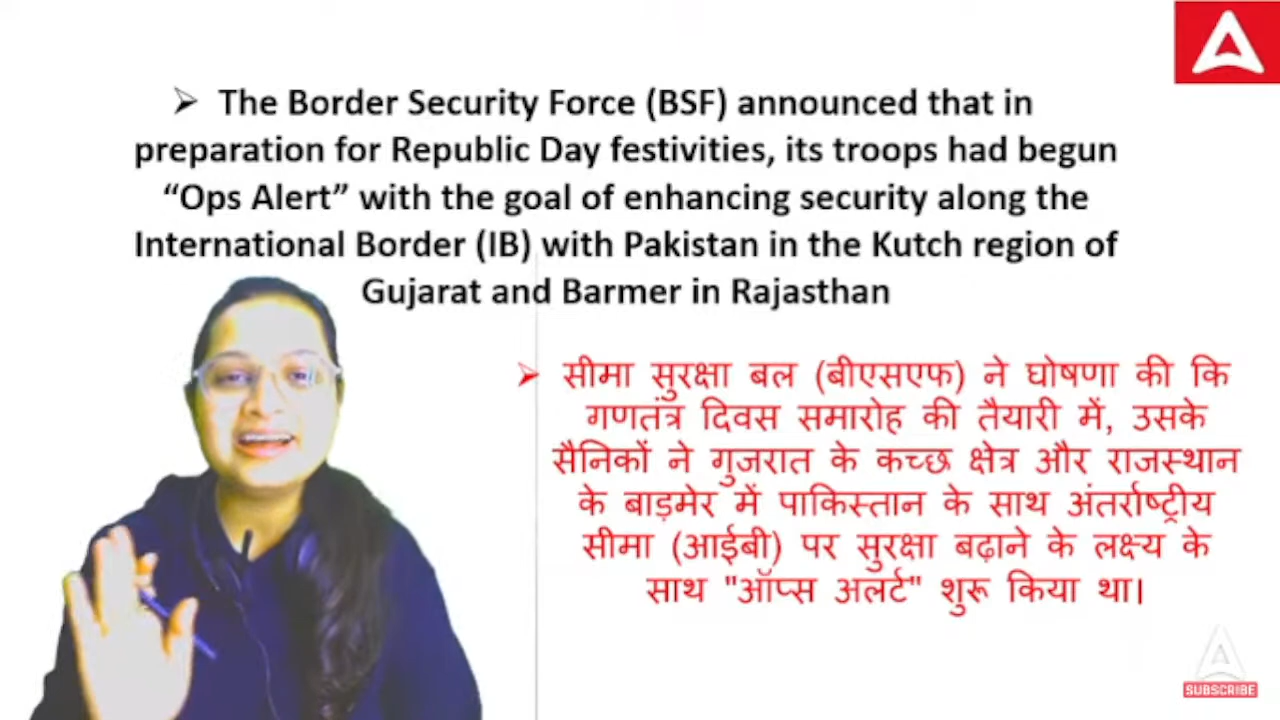 ➢ The Border Security Force (BSF) announced that in
preparation for Republic Day festivities, its troops had begun
“Ops Alert” with the goal of enhancing security along the
International Border (IB) with Pakistan in the Kutch region of
Gujarat and Barmer in Rajasthan
➢ सीमा सुरक्षा बल (बीएसएफ) ने घोषणा की कि
गणतंत्र दिवस समारोह की तैयारी में, उसके
सैनिकों ने गुजरात के कच्छ क्षेत्र और राजस्थान
के बाड़मेर में पाकिस्तान के साथ अंतर्राष्ट्रीय
सीमा (आईबी) पर सुरक्षा बढ़ाने के लक्ष्य के
साथ "ऑप्स अलर्ट" शुरू किया था।
SUBSCRIBE